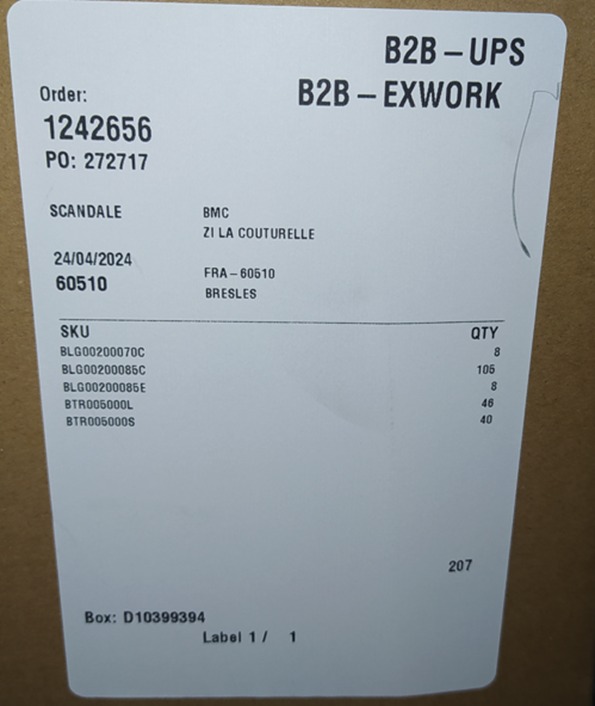 B2B – UPS
B2B – EXWORK
Order:
1242656
PO: 272717
SCANDALE BMC
ZI LA COUTURELLE
24/04/2024
60510 FRA – 60510
BRESLES
SKU QTY
BLG00200070C 8
BLG00200085C 105
BLG00200085E 8
BTR005000L 46
BTR005000S 40
207
Box: D10399394
Label 1 / 1